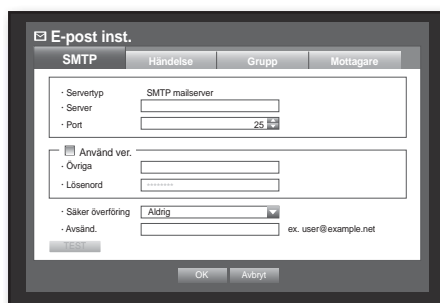 E-post inst.
SMTP Händelse Grupp Mottagare
· Servertyp SMTP mailserver
· Server
· Port 25
Använd ver.
· Övriga
· Lösenord ********
· Säker överföring Aldrig
· Avsänd. ex. user@example.net
TEST
OK Avbryt